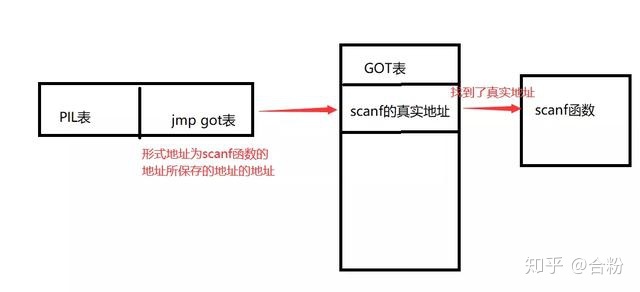 PIL表
jmp got表
形式地址为scanf函数的
地址所保存的地址的地址
GOT表
scanf的真实地址
找到了真实地址
scanf函数
知乎 @台粉